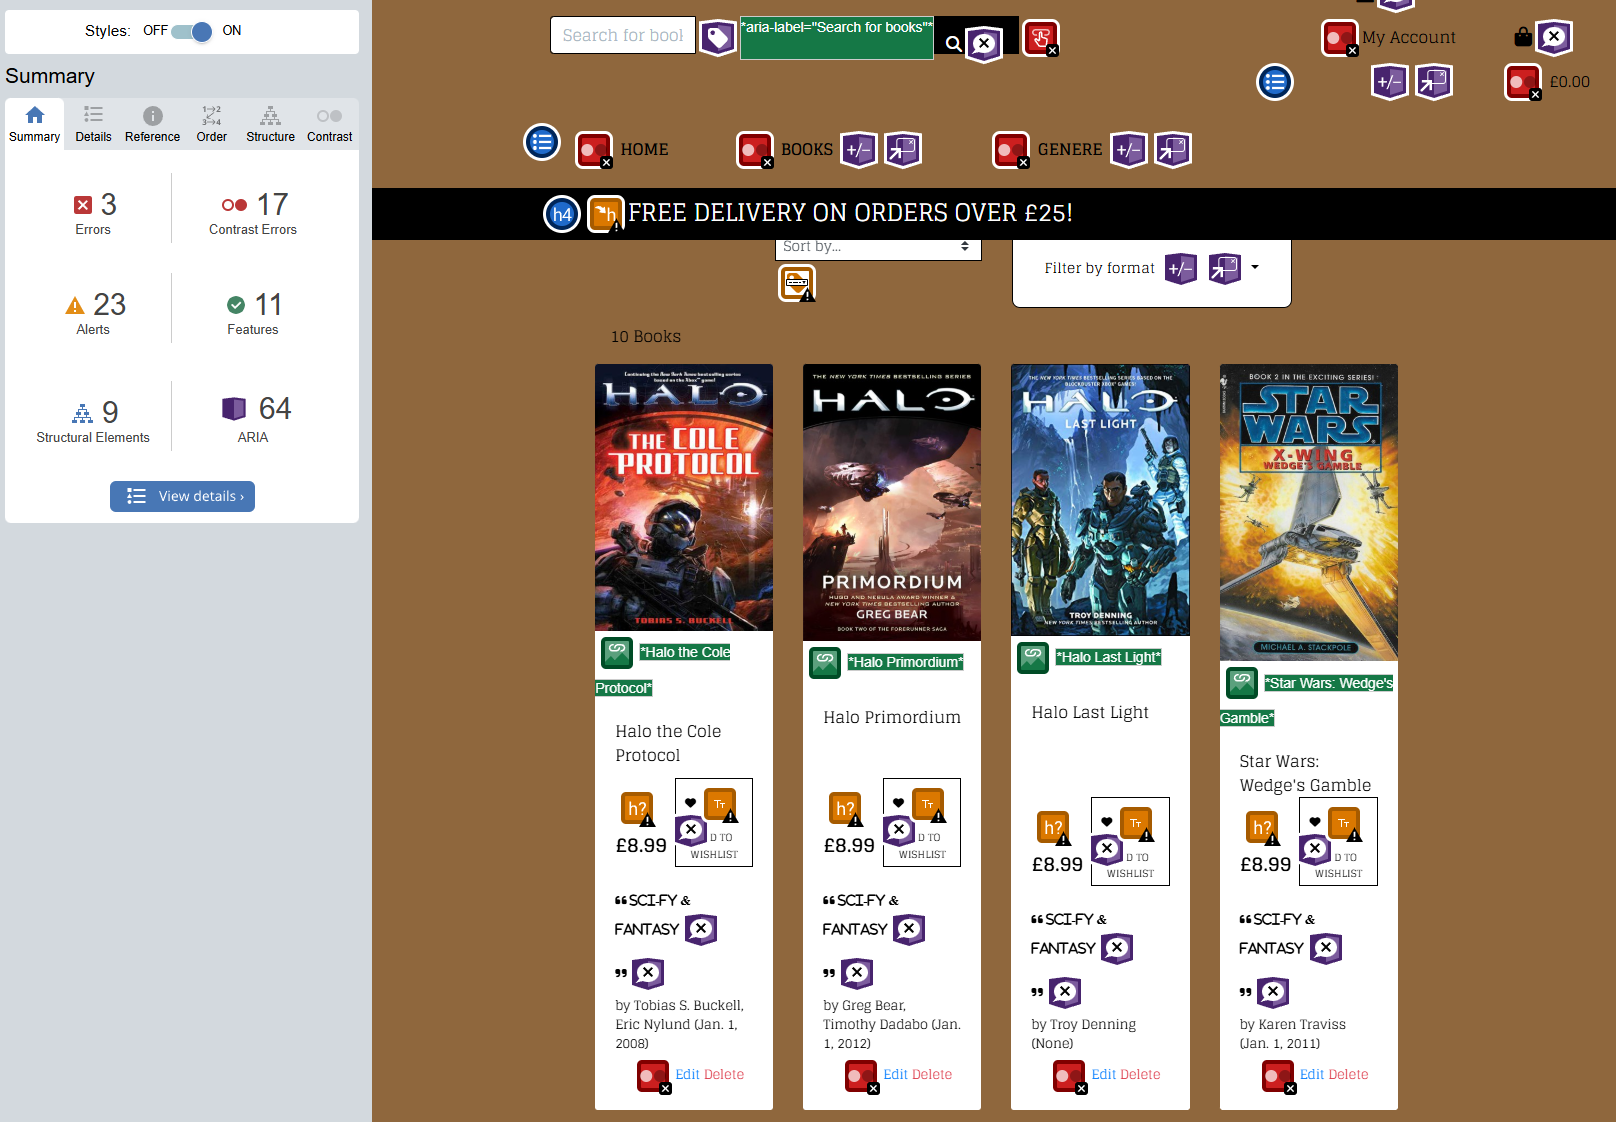 Styles: OFF ON
Summary
Summary Details Reference Order Structure Contrast
3
Errors
17
Contrast Errors
23
Alerts
11
Features
9
Structural Elements
64
ARIA
View details ›
Search for book
*aria-label="Search for books"*
My Account
£0.00
HOME
BOOKS
GENERE
h4 h FREE DELIVERY ON ORDERS OVER £25!
Sort by...
Filter by format
10 Books
Continuing the New York Times bestselling series
based on the Xbox game!
HALO
THE COLE
PROTOCOL
TOBIAS S. BUCKELL
*Halo the Cole
Protocol*
Halo the Cole
Protocol
h? Tт
£8.99
D TO
WISHLIST
SCI-FY &
FANTASY
by Tobias S. Buckell,
Eric Nylund (Jan. 1,
2008)
Edit Delete
THE NEW YORK TIMES BESTSELLING SERIES
HALO
PRIMORDIUM
HUGO AND NEBULA AWARD WINNER &
NEW YORK TIMES BESTSELLING AUTHOR
GREG BEAR
BOOK TWO OF THE FORERUNNER SAGA
*Halo Primordium*
Halo Primordium
h? Tт
£8.99
D TO
WISHLIST
SCI-FY &
FANTASY
by Greg Bear,
Timothy Dadabo (Jan.
1, 2012)
Edit Delete
THE NEW YORK TIMES BESTSELLING SERIES BASED ON THE
BLOCKBUSTER XBOX GAMES!
HALO
LAST LIGHT
TROY DENNING
NEW YORK TIMES BESTSELLING AUTHOR
*Halo Last Light*
Halo Last Light
h? Tт
£8.99
D TO
WISHLIST
SCI-FY &
FANTASY
by Troy Denning
(None)
Edit Delete
BOOK 2 IN THE EXCITING SERIES!
STAR
WARS
X-WING
WEDGE'S GAMBLE
MICHAEL A. STACKPOLE
*Star Wars: Wedge's
Gamble*
Star Wars:
Wedge's Gamble
h? Tт
£8.99
D TO
WISHLIST
SCI-FY &
FANTASY
by Karen Traviss
(Jan. 1, 2011)
Edit Delete